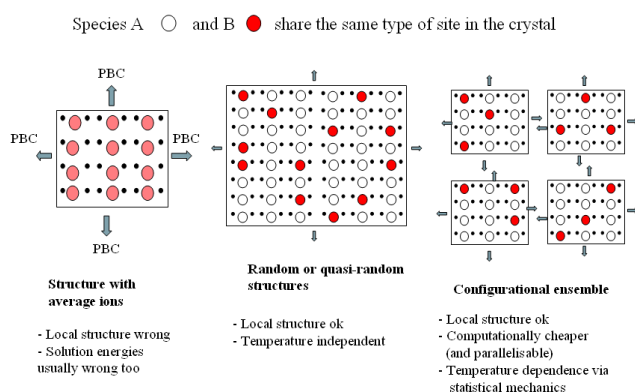 Species A and B share the same type of site in the crystal
PBC
PBC
PBC
PBC
Structure with
average ions
- Local structure wrong
- Solution energies
usually wrong too
Random or quasi-random
structures
- Local structure ok
- Temperature independent
Configurational ensemble
- Local structure ok
- Computationally cheaper
(and parallelisable)
- Temperature dependence via
statistical mechanics